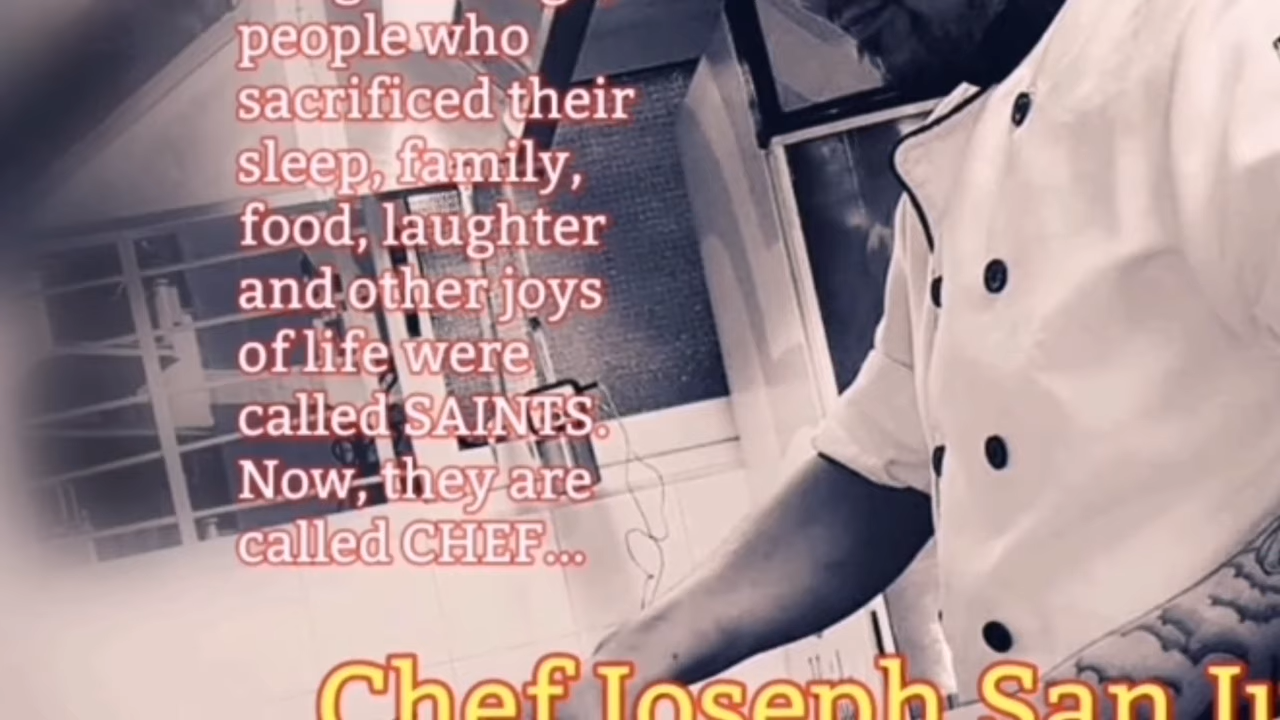 people who
sacrificed their
sleep, family,
food, laughter
and other joys
of life were
called SAINTS.
Now, they are
called CHEF...
Chef Joseph San